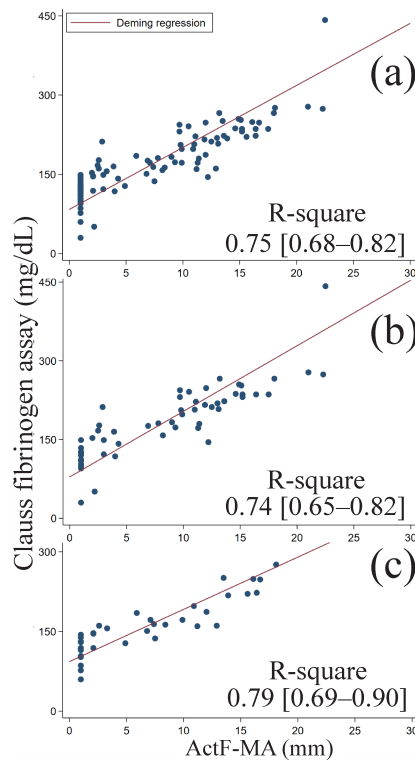 Clauss fibrinogen assay (mg/dL)
450
Deming regression
(a)
300
150
R-square
0.75 [0.68–0.82]
0
0 5 10 15 20 25 30
450
(b)
300
150
R-square
0.74 [0.65–0.82]
0
0 5 10 15 20 25 30
300
(c)
150
R-square
0.79 [0.69–0.90]
0
0 5 10 15 20 25 30
ActF-MA (mm)